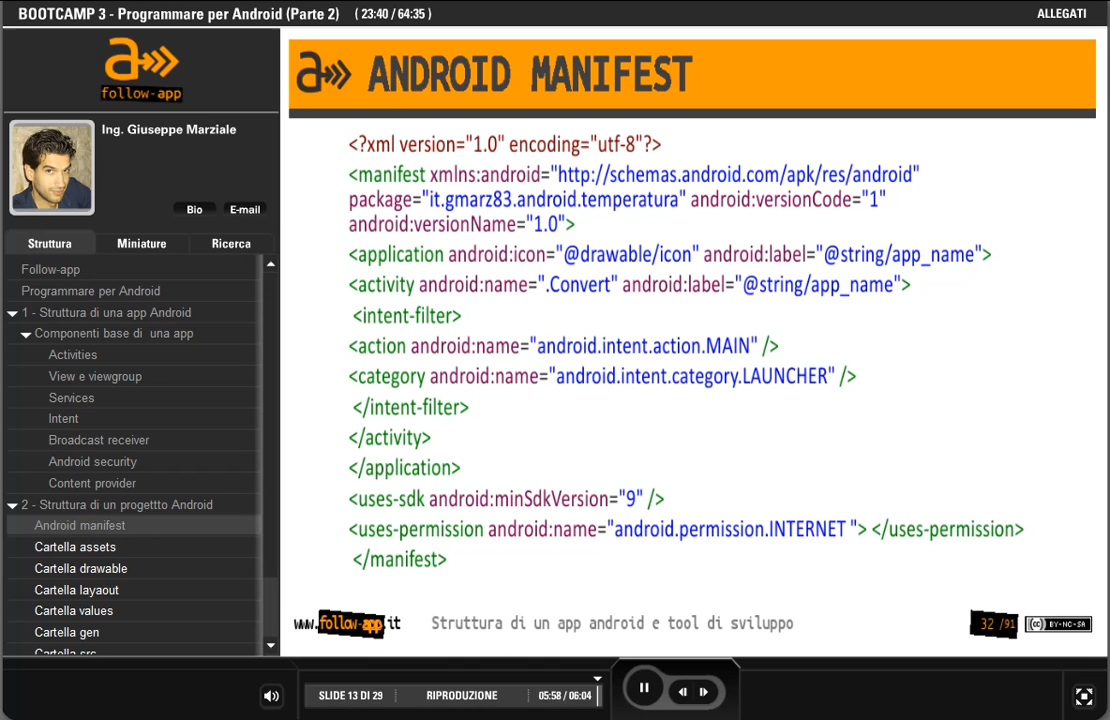 BOOTCAMP 3 - Programmare per Android (Parte 2) ( 23:40 / 64:35 )
ALLEGATI
a
follow-app
Ing. Giuseppe Marziale
Bio E-mail
Struttura Miniature Ricerca
Follow-app
Programmare per Android
1 - Struttura di una app Android
Componenti base di una app
Activities
View e viewgroup
Services
Intent
Broadcast receiver
Android security
Content provider
2 - Struttura di un progettto Android
Android manifest
Cartella assets
Cartella drawable
Cartella layaout
Cartella values
Cartella gen
Cartella src
a ANDROID MANIFEST
<?xml version="1.0" encoding="utf-8"?>
<manifest xmlns:android="http://schemas.android.com/apk/res/android"
package="it.gmarz83.android.temperatura" android:versionCode="1"
android:versionName="1.0">
<application android:icon="@drawable/icon" android:label="@string/app_name">
<activity android:name=".Convert" android:label="@string/app_name">
<intent-filter>
<action android:name="android.intent.action.MAIN" />
<category android:name="android.intent.category.LAUNCHER" />
</intent-filter>
</activity>
</application>
<uses-sdk android:minSdkVersion="9" />
<uses-permission android:name="android.permission.INTERNET "> </uses-permission>
</manifest>
www.follow-app.it Struttura di un app android e tool di sviluppo 32 /91 (cc) BY-NC-SA
SLIDE 13 DI 29 RIPRODUZIONE 05:58 / 06:04